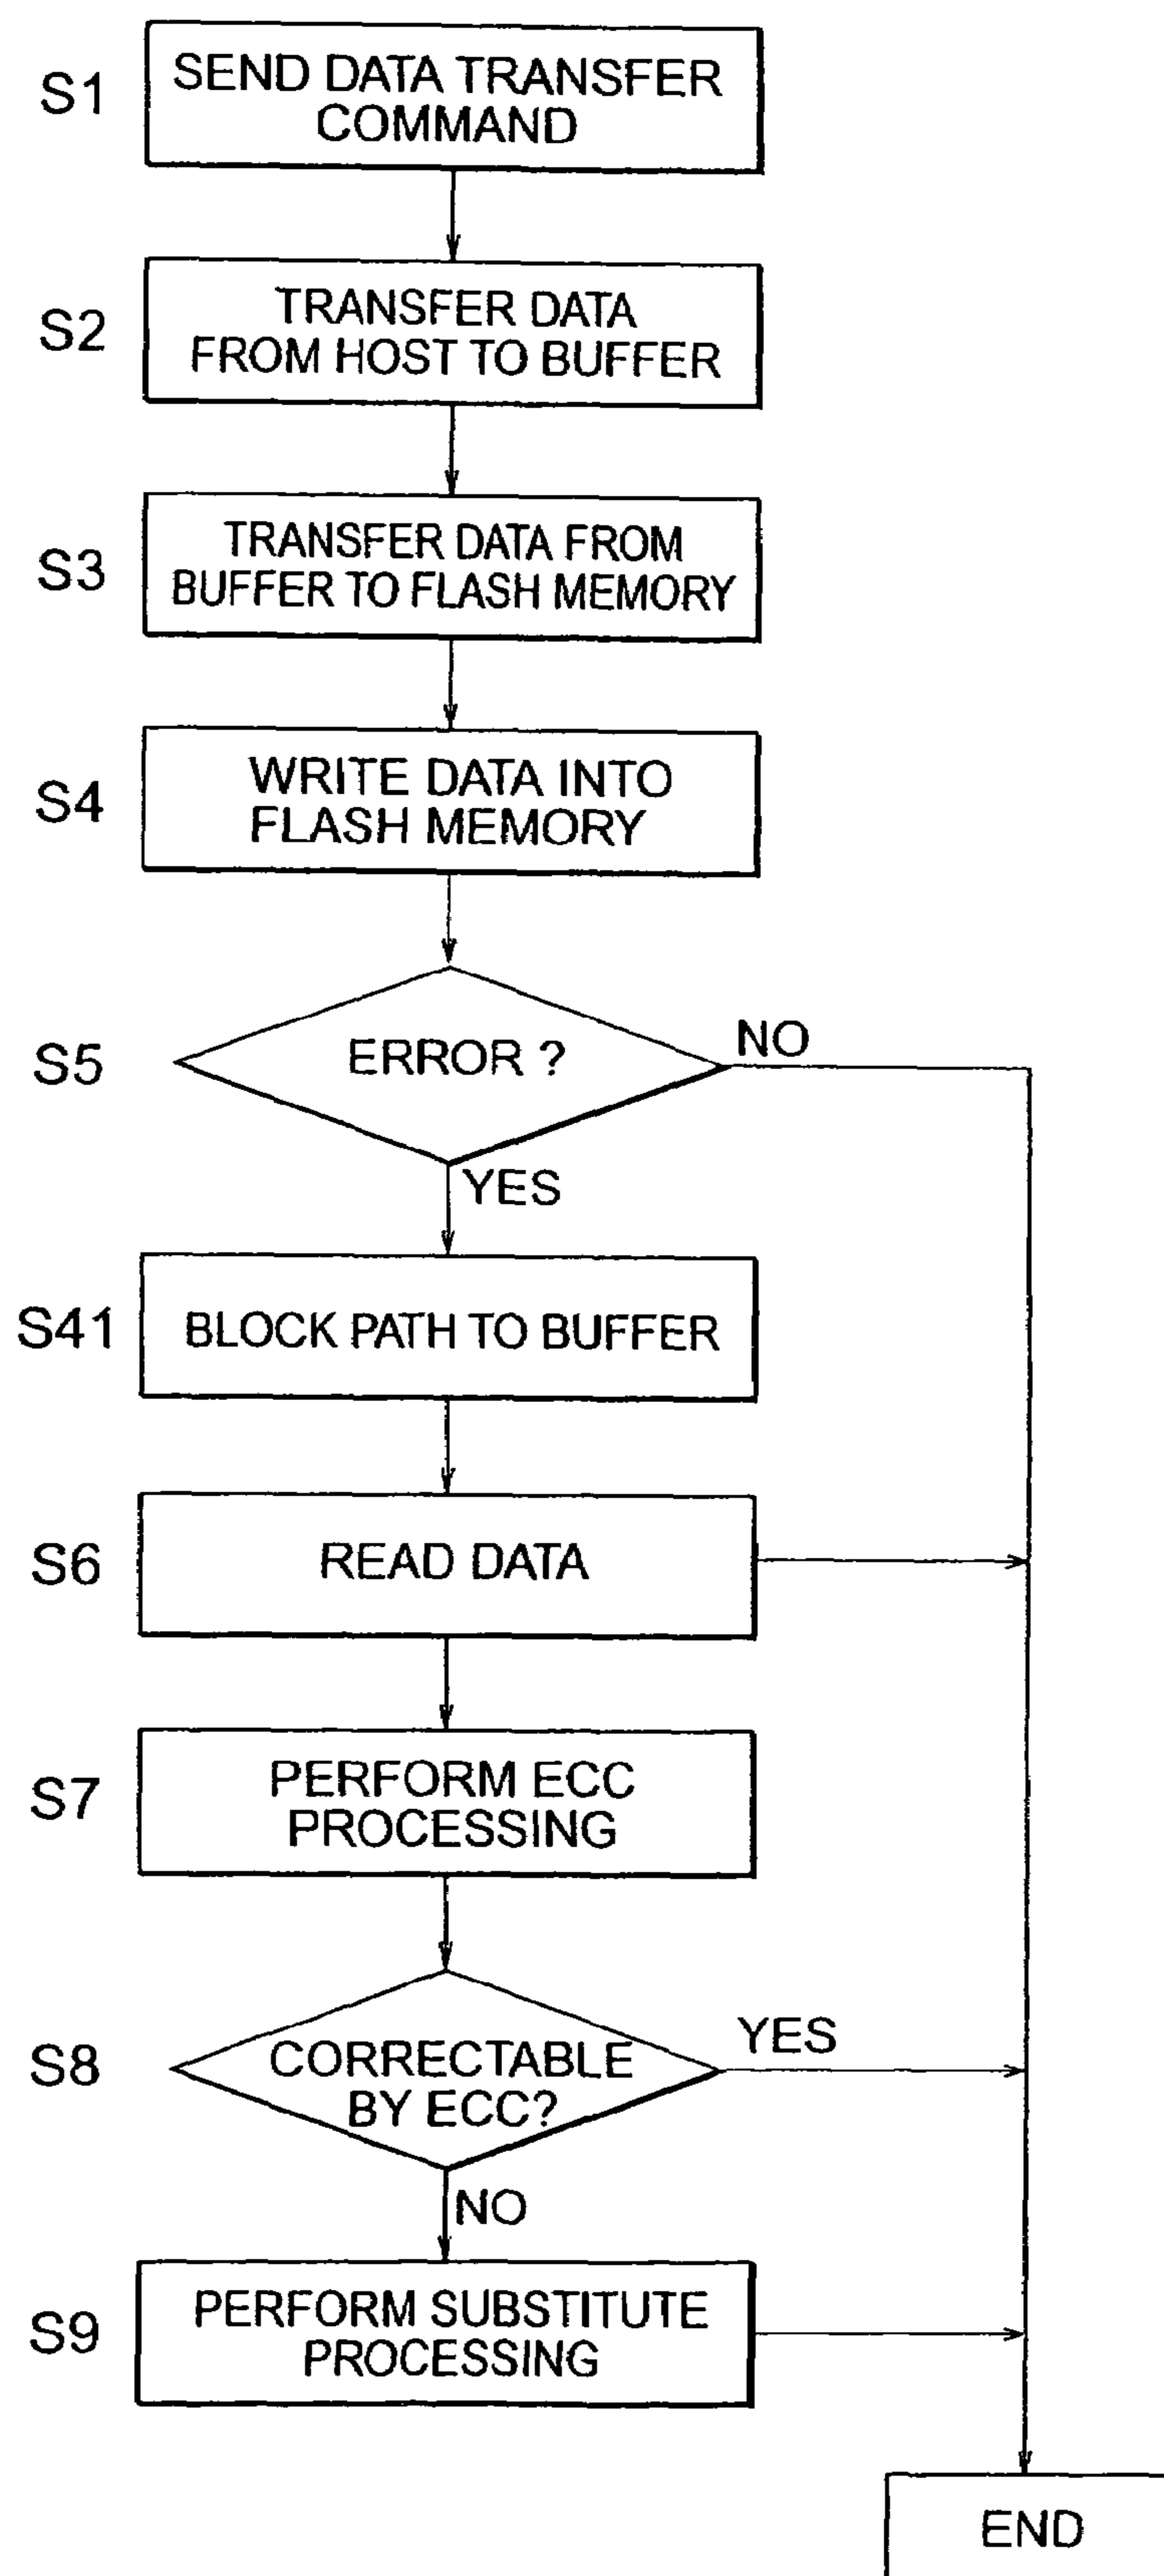 S1
SEND DATA TRANSFER
COMMAND
S2
TRANSFER DATA
FROM HOST TO BUFFER
S3
TRANSFER DATA FROM
BUFFER TO FLASH MEMORY
S4
WRITE DATA INTO
FLASH MEMORY
S5
ERROR ?
NO
YES
S41
BLOCK PATH TO BUFFER
S6
READ DATA
S7
PERFORM ECC
PROCESSING
S8
CORRECTABLE
BY ECC?
YES
NO
S9
PERFORM SUBSTITUTE
PROCESSING
END